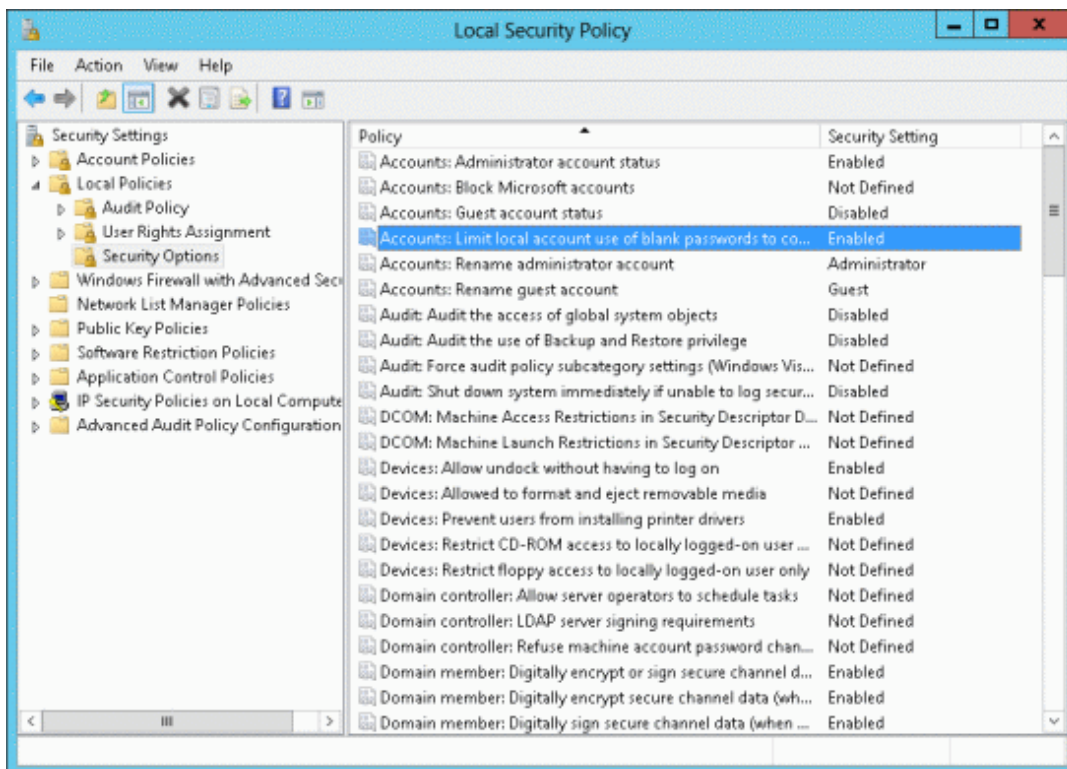 Local Security Policy
File Action View Help
Security Settings
Account Policies
Local Policies
Audit Policy
User Rights Assignment
Security Options
Windows Firewall with Advanced Secu
Network List Manager Policies
Public Key Policies
Software Restriction Policies
Application Control Policies
IP Security Policies on Local Compute
Advanced Audit Policy Configuration
Policy Security Setting
Accounts: Administrator account status Enabled
Accounts: Block Microsoft accounts Not Defined
Accounts: Guest account status Disabled
Accounts: Limit local account use of blank passwords to co... Enabled
Accounts: Rename administrator account Administrator
Accounts: Rename guest account Guest
Audit: Audit the access of global system objects Disabled
Audit: Audit the use of Backup and Restore privilege Disabled
Audit: Force audit policy subcategory settings (Windows Vis... Not Defined
Audit: Shut down system immediately if unable to log secur... Disabled
DCOM: Machine Access Restrictions in Security Descriptor D... Not Defined
DCOM: Machine Launch Restrictions in Security Descriptor ... Not Defined
Devices: Allow undock without having to log on Enabled
Devices: Allowed to format and eject removable media Not Defined
Devices: Prevent users from installing printer drivers Enabled
Devices: Restrict CD-ROM access to locally logged-on user ... Not Defined
Devices: Restrict floppy access to locally logged-on user only Not Defined
Domain controller: Allow server operators to schedule tasks Not Defined
Domain controller: LDAP server signing requirements Not Defined
Domain controller: Refuse machine account password chan... Not Defined
Domain member: Digitally encrypt or sign secure channel d... Enabled
Domain member: Digitally encrypt secure channel data (wh... Enabled
Domain member: Digitally sign secure channel data (when ... Enabled